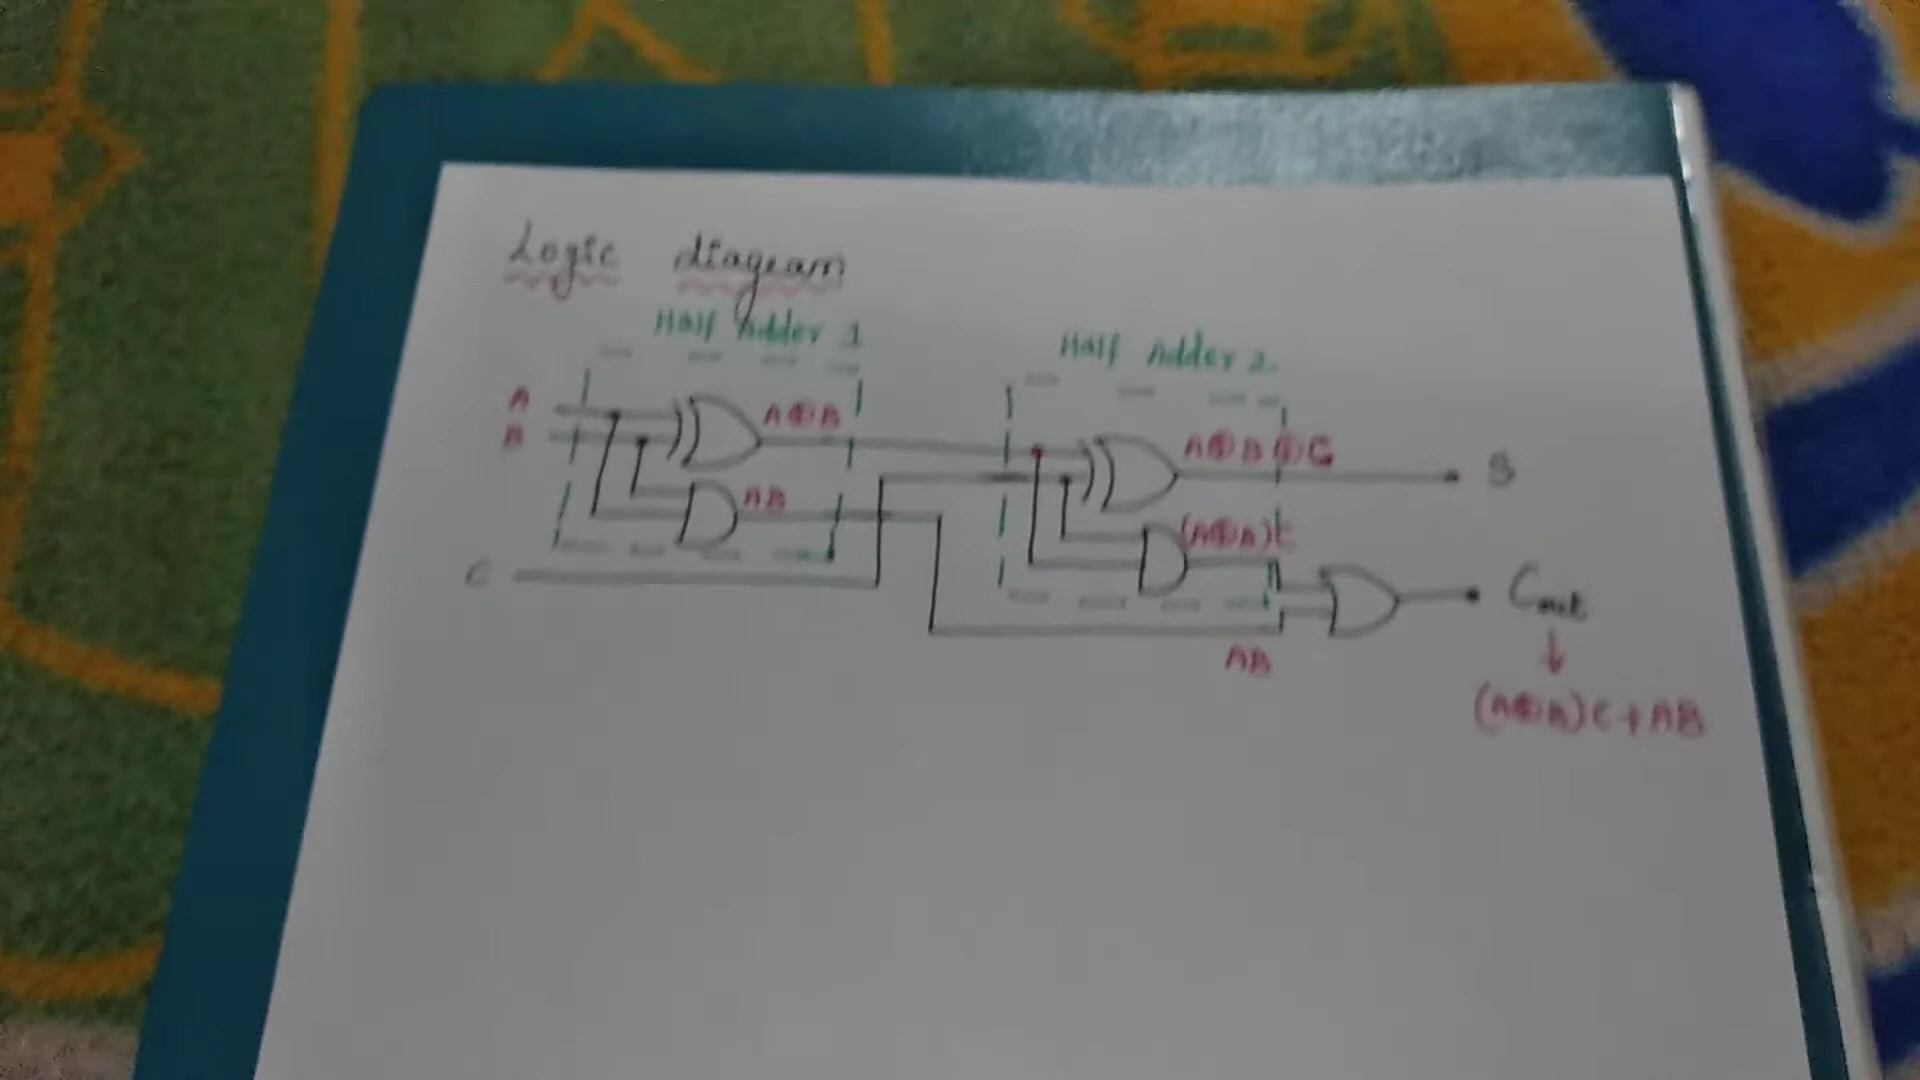 Logic diagram
Half Adder 1
Half Adder 2
A
A⊕B
B
A⊕B⊕C
S
AB
(A⊕B)C
C
Cout
AB
(A⊕B)C+AB